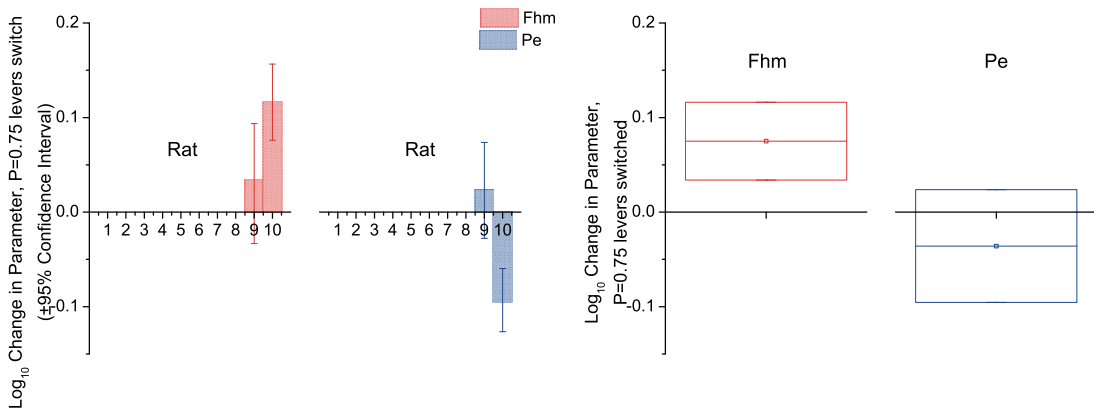 Log10 Change in Parameter, P=0.75 levers switch
(±95% Confidence Interval)
0.2
0.1
0.0
-0.1
Rat
1 2 3 4 5 6 7 8 9 10
Rat
1 2 3 4 5 6 7 8 9 10
Fhm
Pe
Log10 Change in Parameter,
P=0.75 levers switched
0.2
0.1
0.0
-0.1
Fhm
Pe